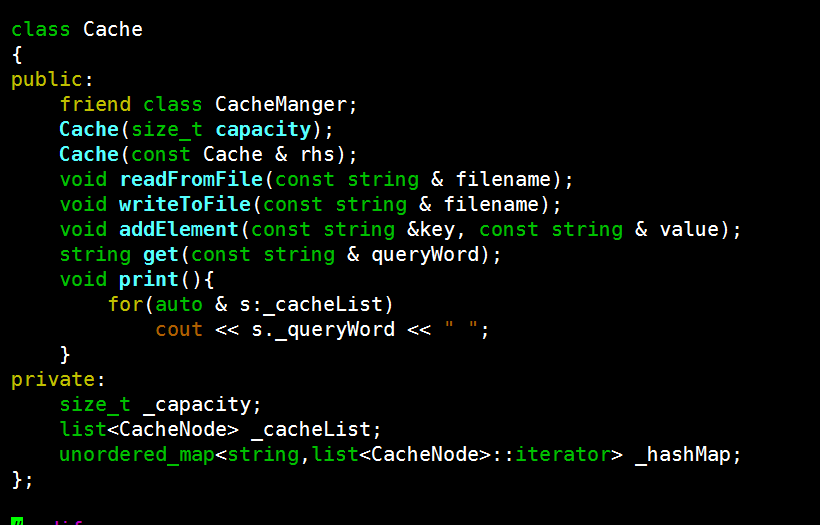 class Cache
{
public:
    friend class CacheManger;
    Cache(size_t capacity);
    Cache(const Cache & rhs);
    void readFromFile(const string & filename);
    void writeToFile(const string & filename);
    void addElement(const string &key, const string & value);
    string get(const string & queryWord);
    void print(){
        for(auto & s:_cacheList)
            cout << s._queryWord << " ";
    }
private:
    size_t _capacity;
    list<CacheNode> _cacheList;
    unordered_map<string,list<CacheNode>::iterator> _hashMap;
};